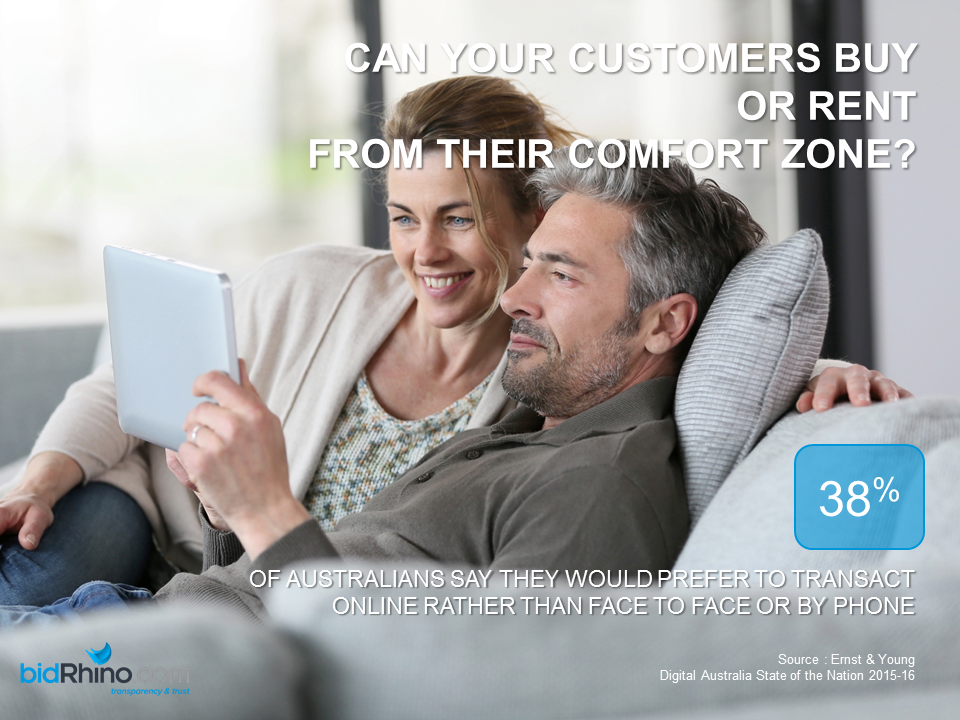 CAN YOUR CUSTOMERS BUY
OR RENT
FROM THEIR COMFORT ZONE?
38%
OF AUSTRALIANS SAY THEY WOULD PREFER TO TRANSACT
ONLINE RATHER THAN FACE TO FACE OR BY PHONE
bidRhino.com
transparency & trust
Source : Ernst & Young
Digital Australia State of the Nation 2015-16